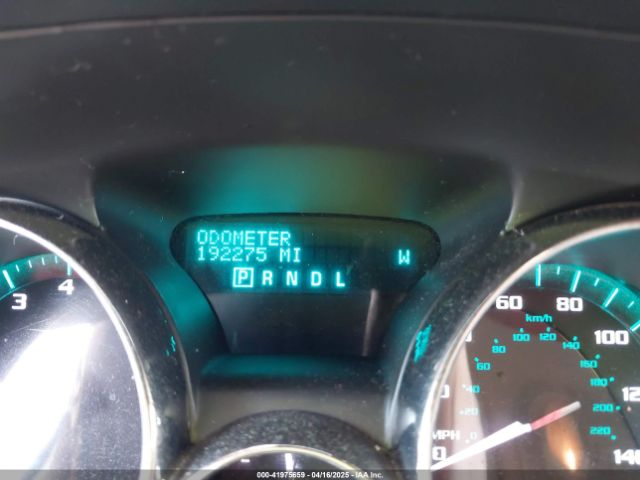 ODOMETER
192275 MI W
P R N D L
3 4
60 80 100 120 140
km/h
60 80 100 120 140 160 180 200 220
40
+20
MPH 0
0
000-41975659 - 04/16/2025 - IAA Inc.